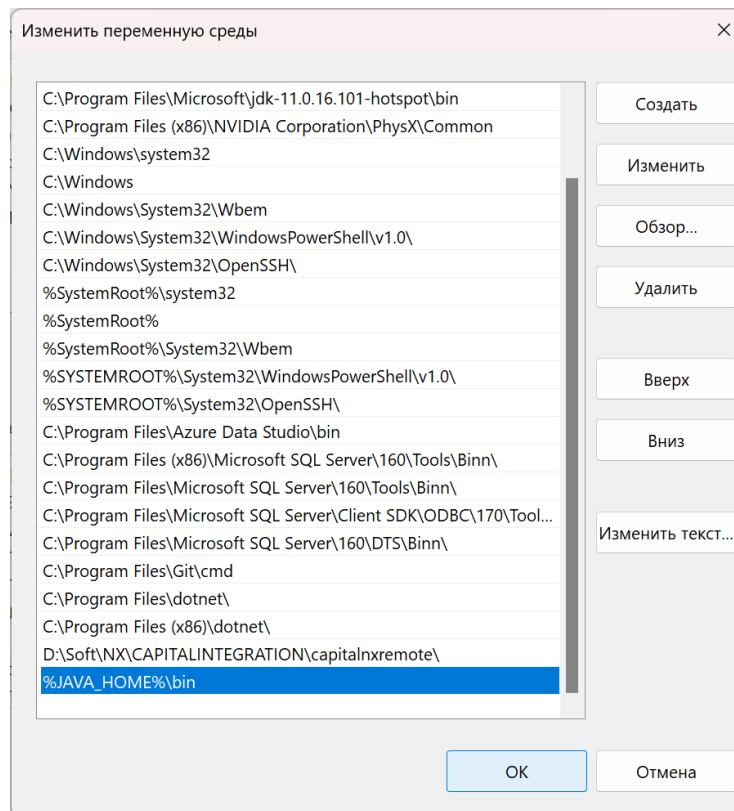 Изменить переменную среды
C:\Program Files\Microsoft\jdk-11.0.16.101-hotspot\bin
C:\Program Files (x86)\NVIDIA Corporation\PhysX\Common
C:\Windows\system32
C:\Windows
C:\Windows\System32\Wbem
C:\Windows\System32\WindowsPowerShell\v1.0\
C:\Windows\System32\OpenSSH\
%SystemRoot%\system32
%SystemRoot%
%SystemRoot%\System32\Wbem
%SYSTEMROOT%\System32\WindowsPowerShell\v1.0\
%SYSTEMROOT%\System32\OpenSSH\
C:\Program Files\Azure Data Studio\bin
C:\Program Files (x86)\Microsoft SQL Server\160\Tools\Binn\
C:\Program Files\Microsoft SQL Server\160\Tools\Binn\
C:\Program Files\Microsoft SQL Server\Client SDK\ODBC\170\Tool...
C:\Program Files\Microsoft SQL Server\160\DTS\Binn\
C:\Program Files\Git\cmd
C:\Program Files\dotnet\
C:\Program Files (x86)\dotnet\
D:\Soft\NX\CAPITALINTEGRATION\capitalnxremote\
%JAVA_HOME%\bin
Создать
Изменить
Обзор...
Удалить
Вверх
Вниз
Изменить текст...
ОК
Отмена